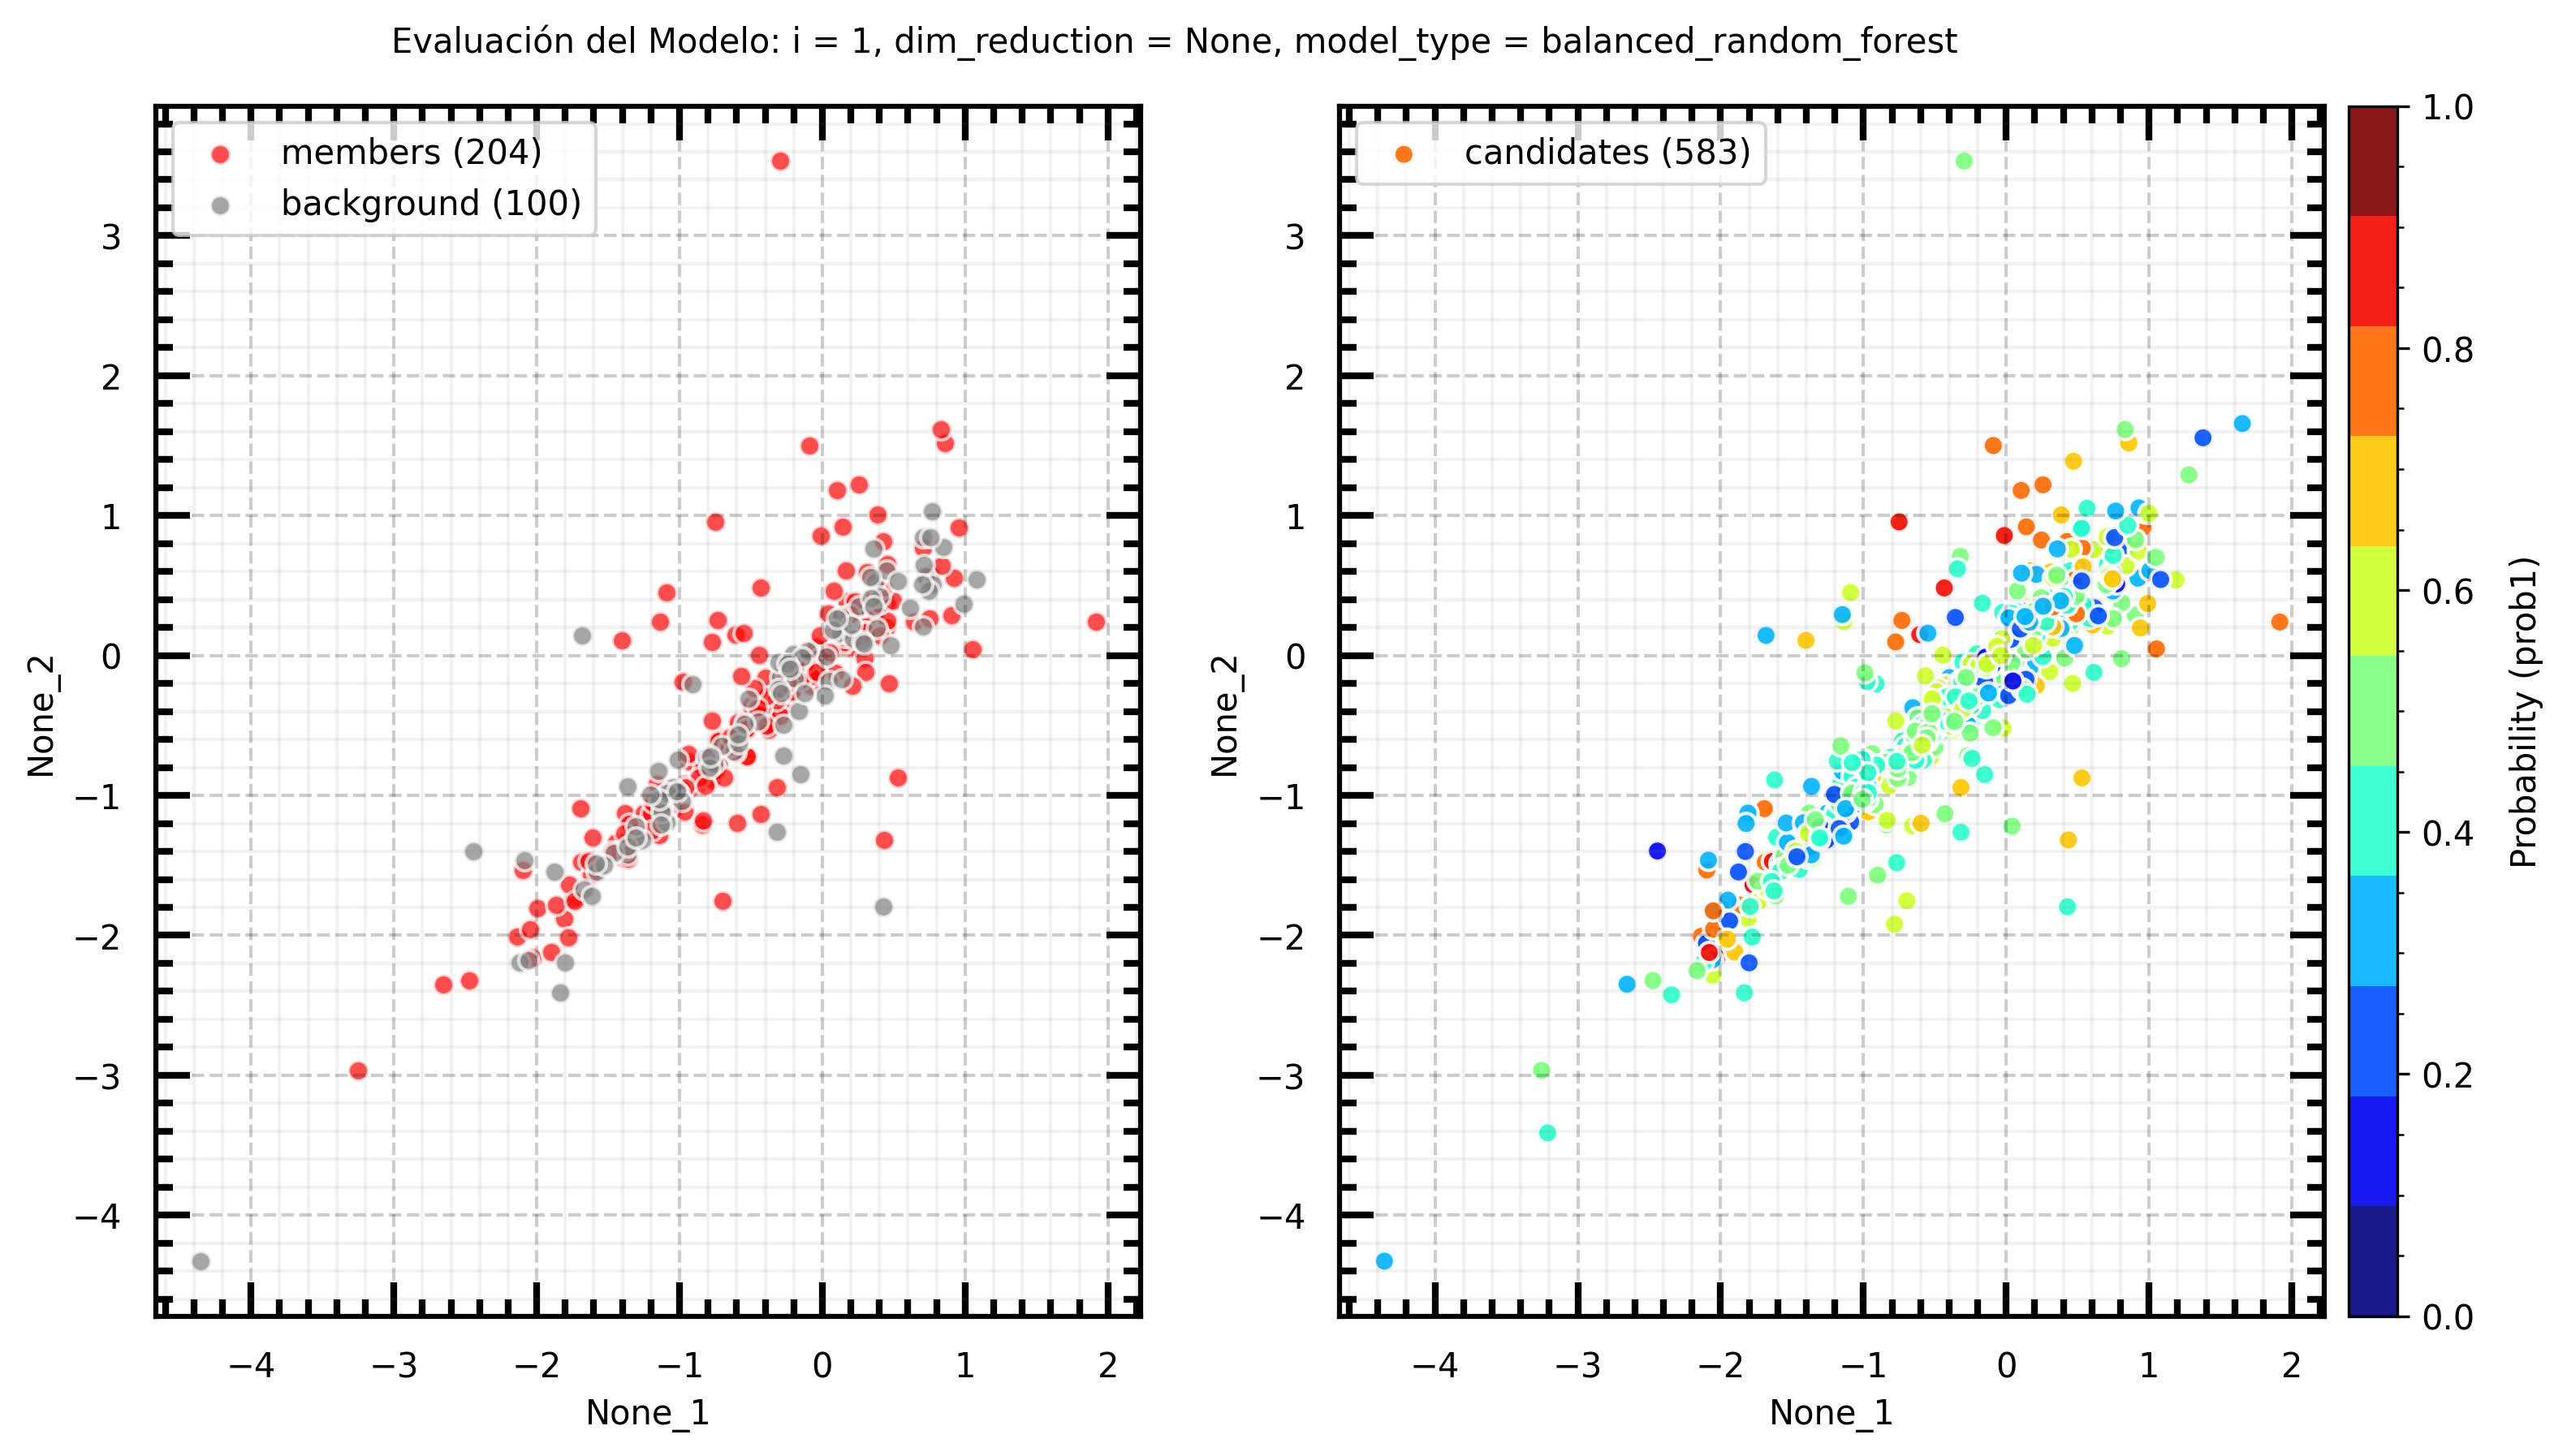 Evaluación del Modelo: i = 1, dim_reduction = None, model_type = balanced_random_forest
members (204)
background (100)
3
2
1
0
−1
−2
−3
−4
None_2
−4 −3 −2 −1 0 1 2
None_1
candidates (583)
3
2
1
0
−1
−2
−3
−4
None_2
−4 −3 −2 −1 0 1 2
None_1
1.0
0.8
0.6
0.4
0.2
0.0
Probability (prob1)